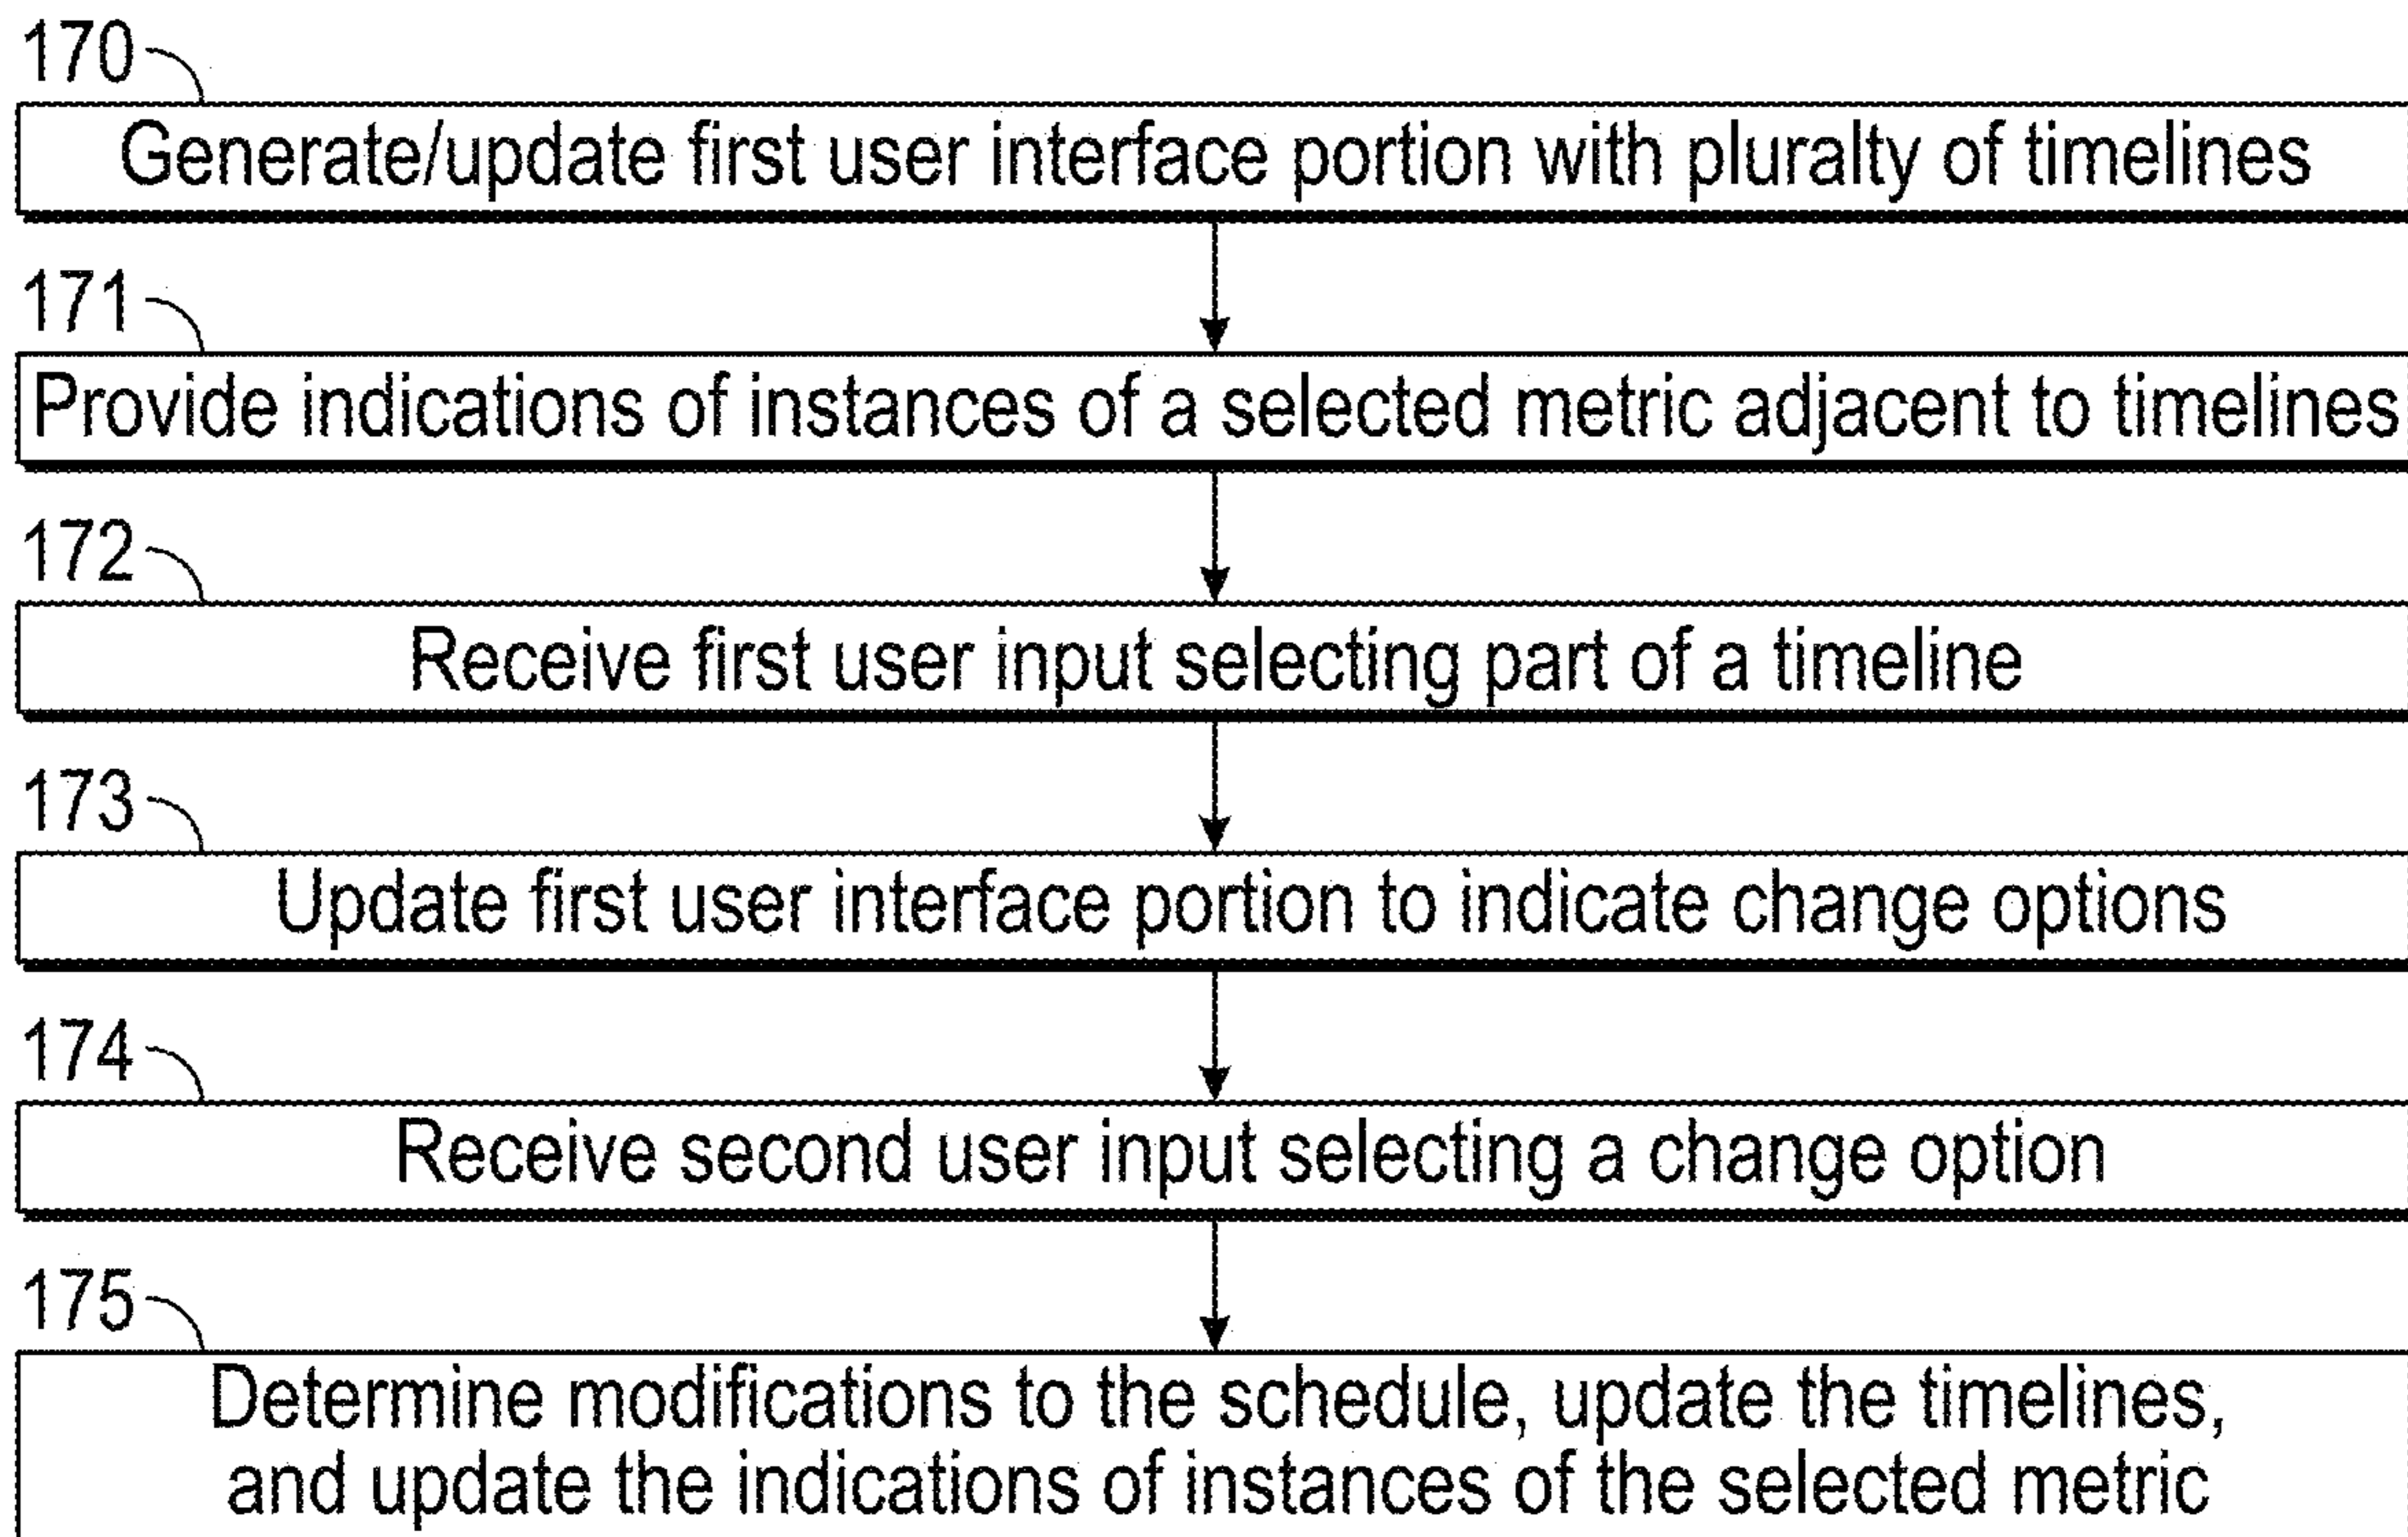 170
Generate/update first user interface portion with pluralty of timelines
171
Provide indications of instances of a selected metric adjacent to timelines
172
Receive first user input selecting part of a timeline
173
Update first user interface portion to indicate change options
174
Receive second user input selecting a change option
175
Determine modifications to the schedule, update the timelines,
and update the indications of instances of the selected metric